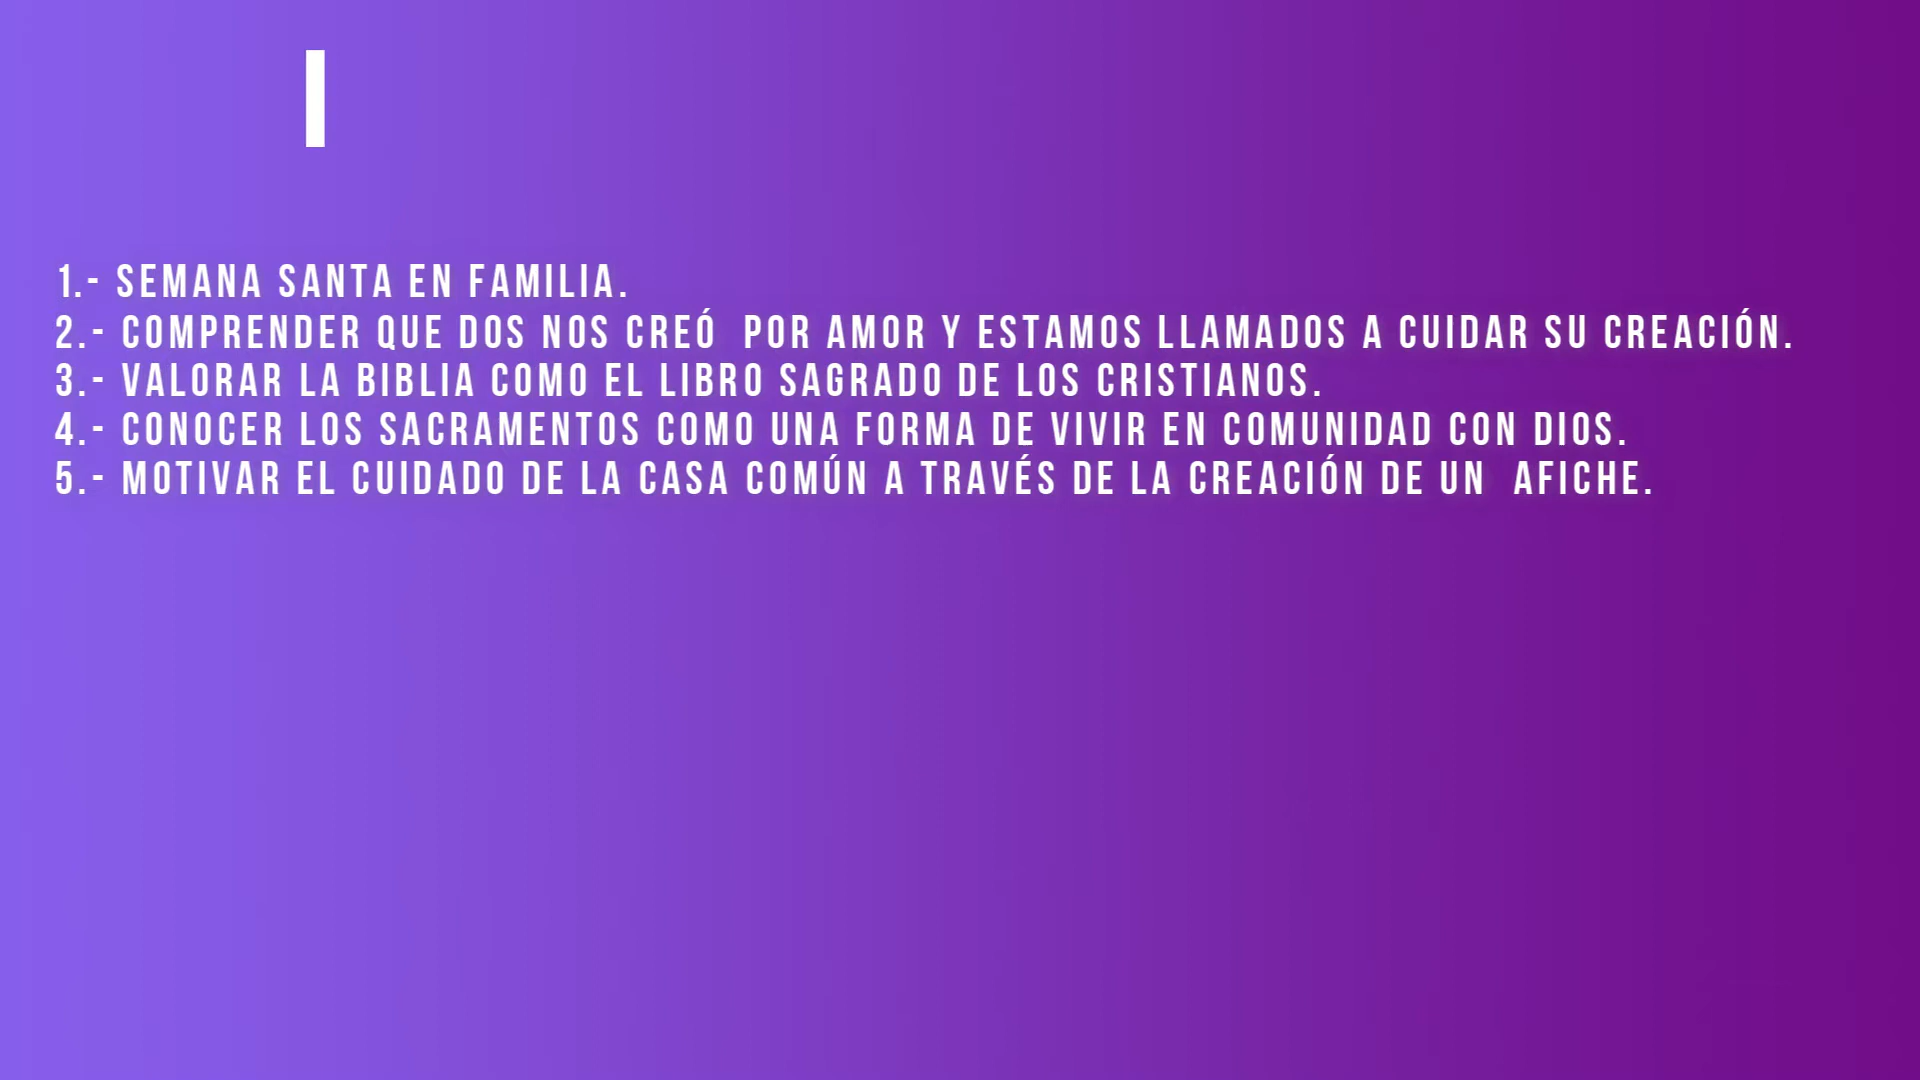 I
1.- SEMANA SANTA EN FAMILIA.
2.- COMPRENDER QUE DOS NOS CREÓ POR AMOR Y ESTAMOS LLAMADOS A CUIDAR SU CREACIÓN.
3.- VALORAR LA BIBLIA COMO EL LIBRO SAGRADO DE LOS CRISTIANOS.
4.- CONOCER LOS SACRAMENTOS COMO UNA FORMA DE VIVIR EN COMUNIDAD CON DIOS.
5.- MOTIVAR EL CUIDADO DE LA CASA COMÚN A TRAVÉS DE LA CREACIÓN DE UN AFICHE.